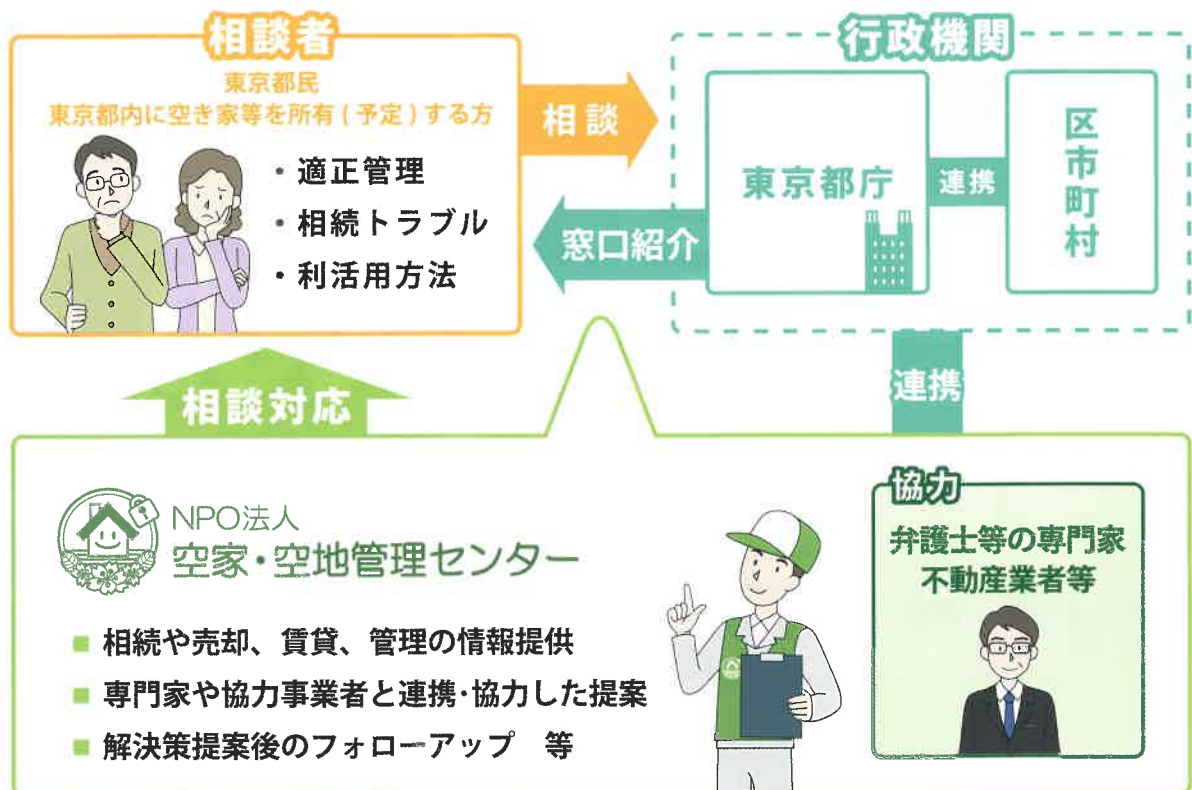 相談者
東京都民
東京都内に空き家等を所有(予定)する方
・適正管理
・相続トラブル
・利活用方法
相談
窓口紹介
行政機関
東京都庁
連携
区市町村
相談対応
連携
NPO法人
空家・空地管理センター
■ 相続や売却、賃貸、管理の情報提供
■ 専門家や協力事業者と連携・協力した提案
■ 解決策提案後のフォローアップ 等
協力
弁護士等の専門家
不動産業者等